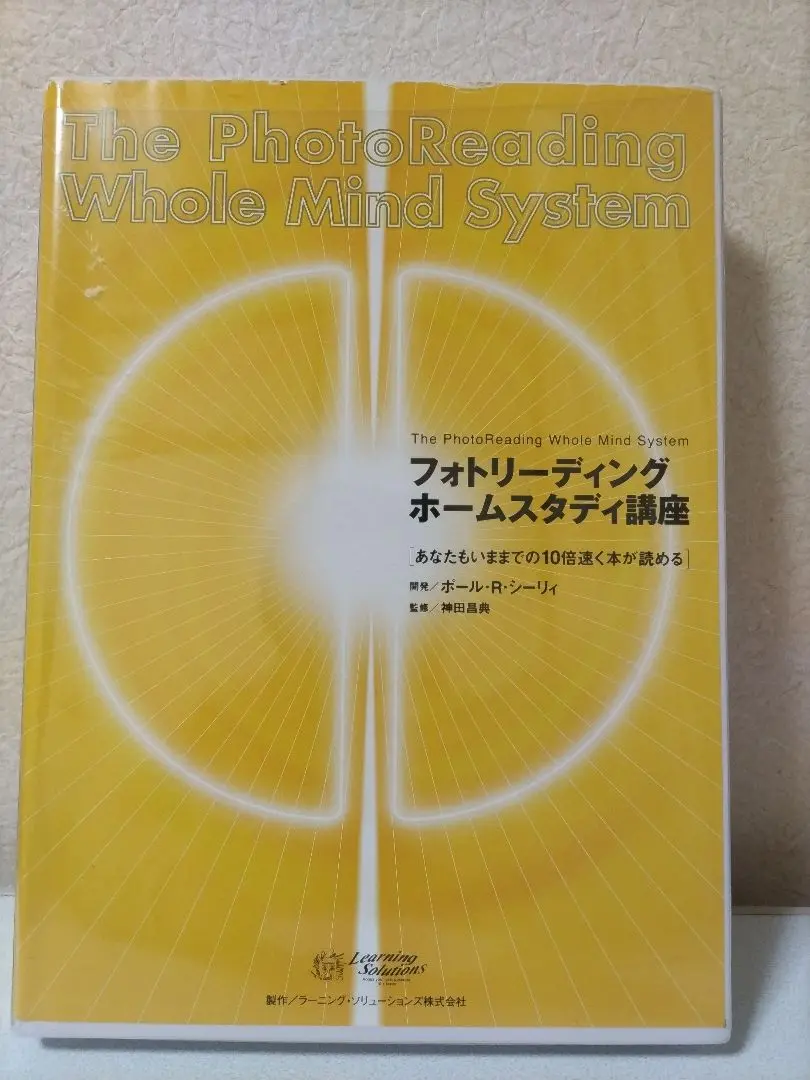 The PhotoReading
Whole Mind System
The PhotoReading Whole Mind System
フォトリーディング
ホームスタディ講座
[あなたもいままでの10倍速く本が読める]
開発/ポール・R・シーリィ
監修/神田昌典
Learning
Solutions
製作/ラーニング・ソリューションズ株式会社